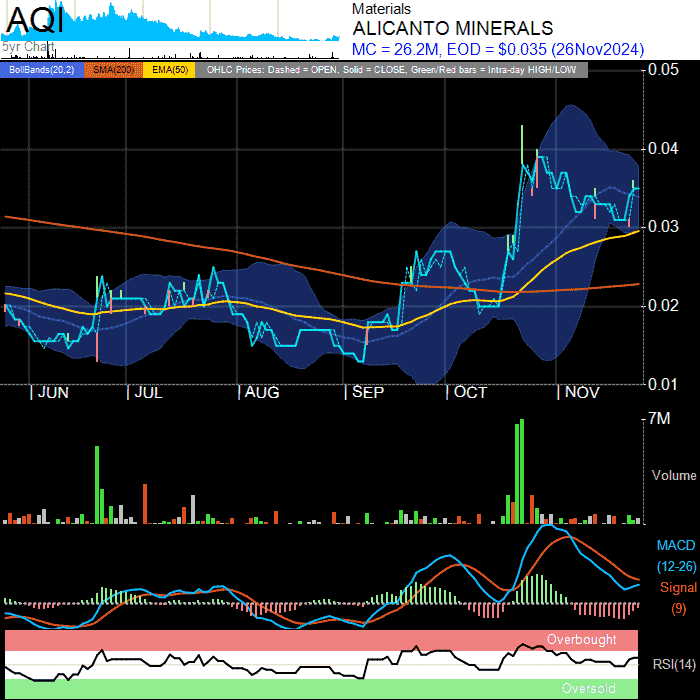 AQI
5yr Chart
Materials
ALICANTO MINERALS
MC = 26.2M, EOD = $0.035 (26Nov2024)
BollBands(20,2) SMA(200) EMA(50) OHLC Prices: Dashed = OPEN, Solid = CLOSE, Green/Red bars = Intra-day HIGH/LOW
0.05
0.04
0.03
0.02
0.01
| JUN | JUL | AUG | SEP | OCT | NOV
7M
Volume
MACD
(12-26)
Signal
(9)
Overbought
RSI(14)
Oversold